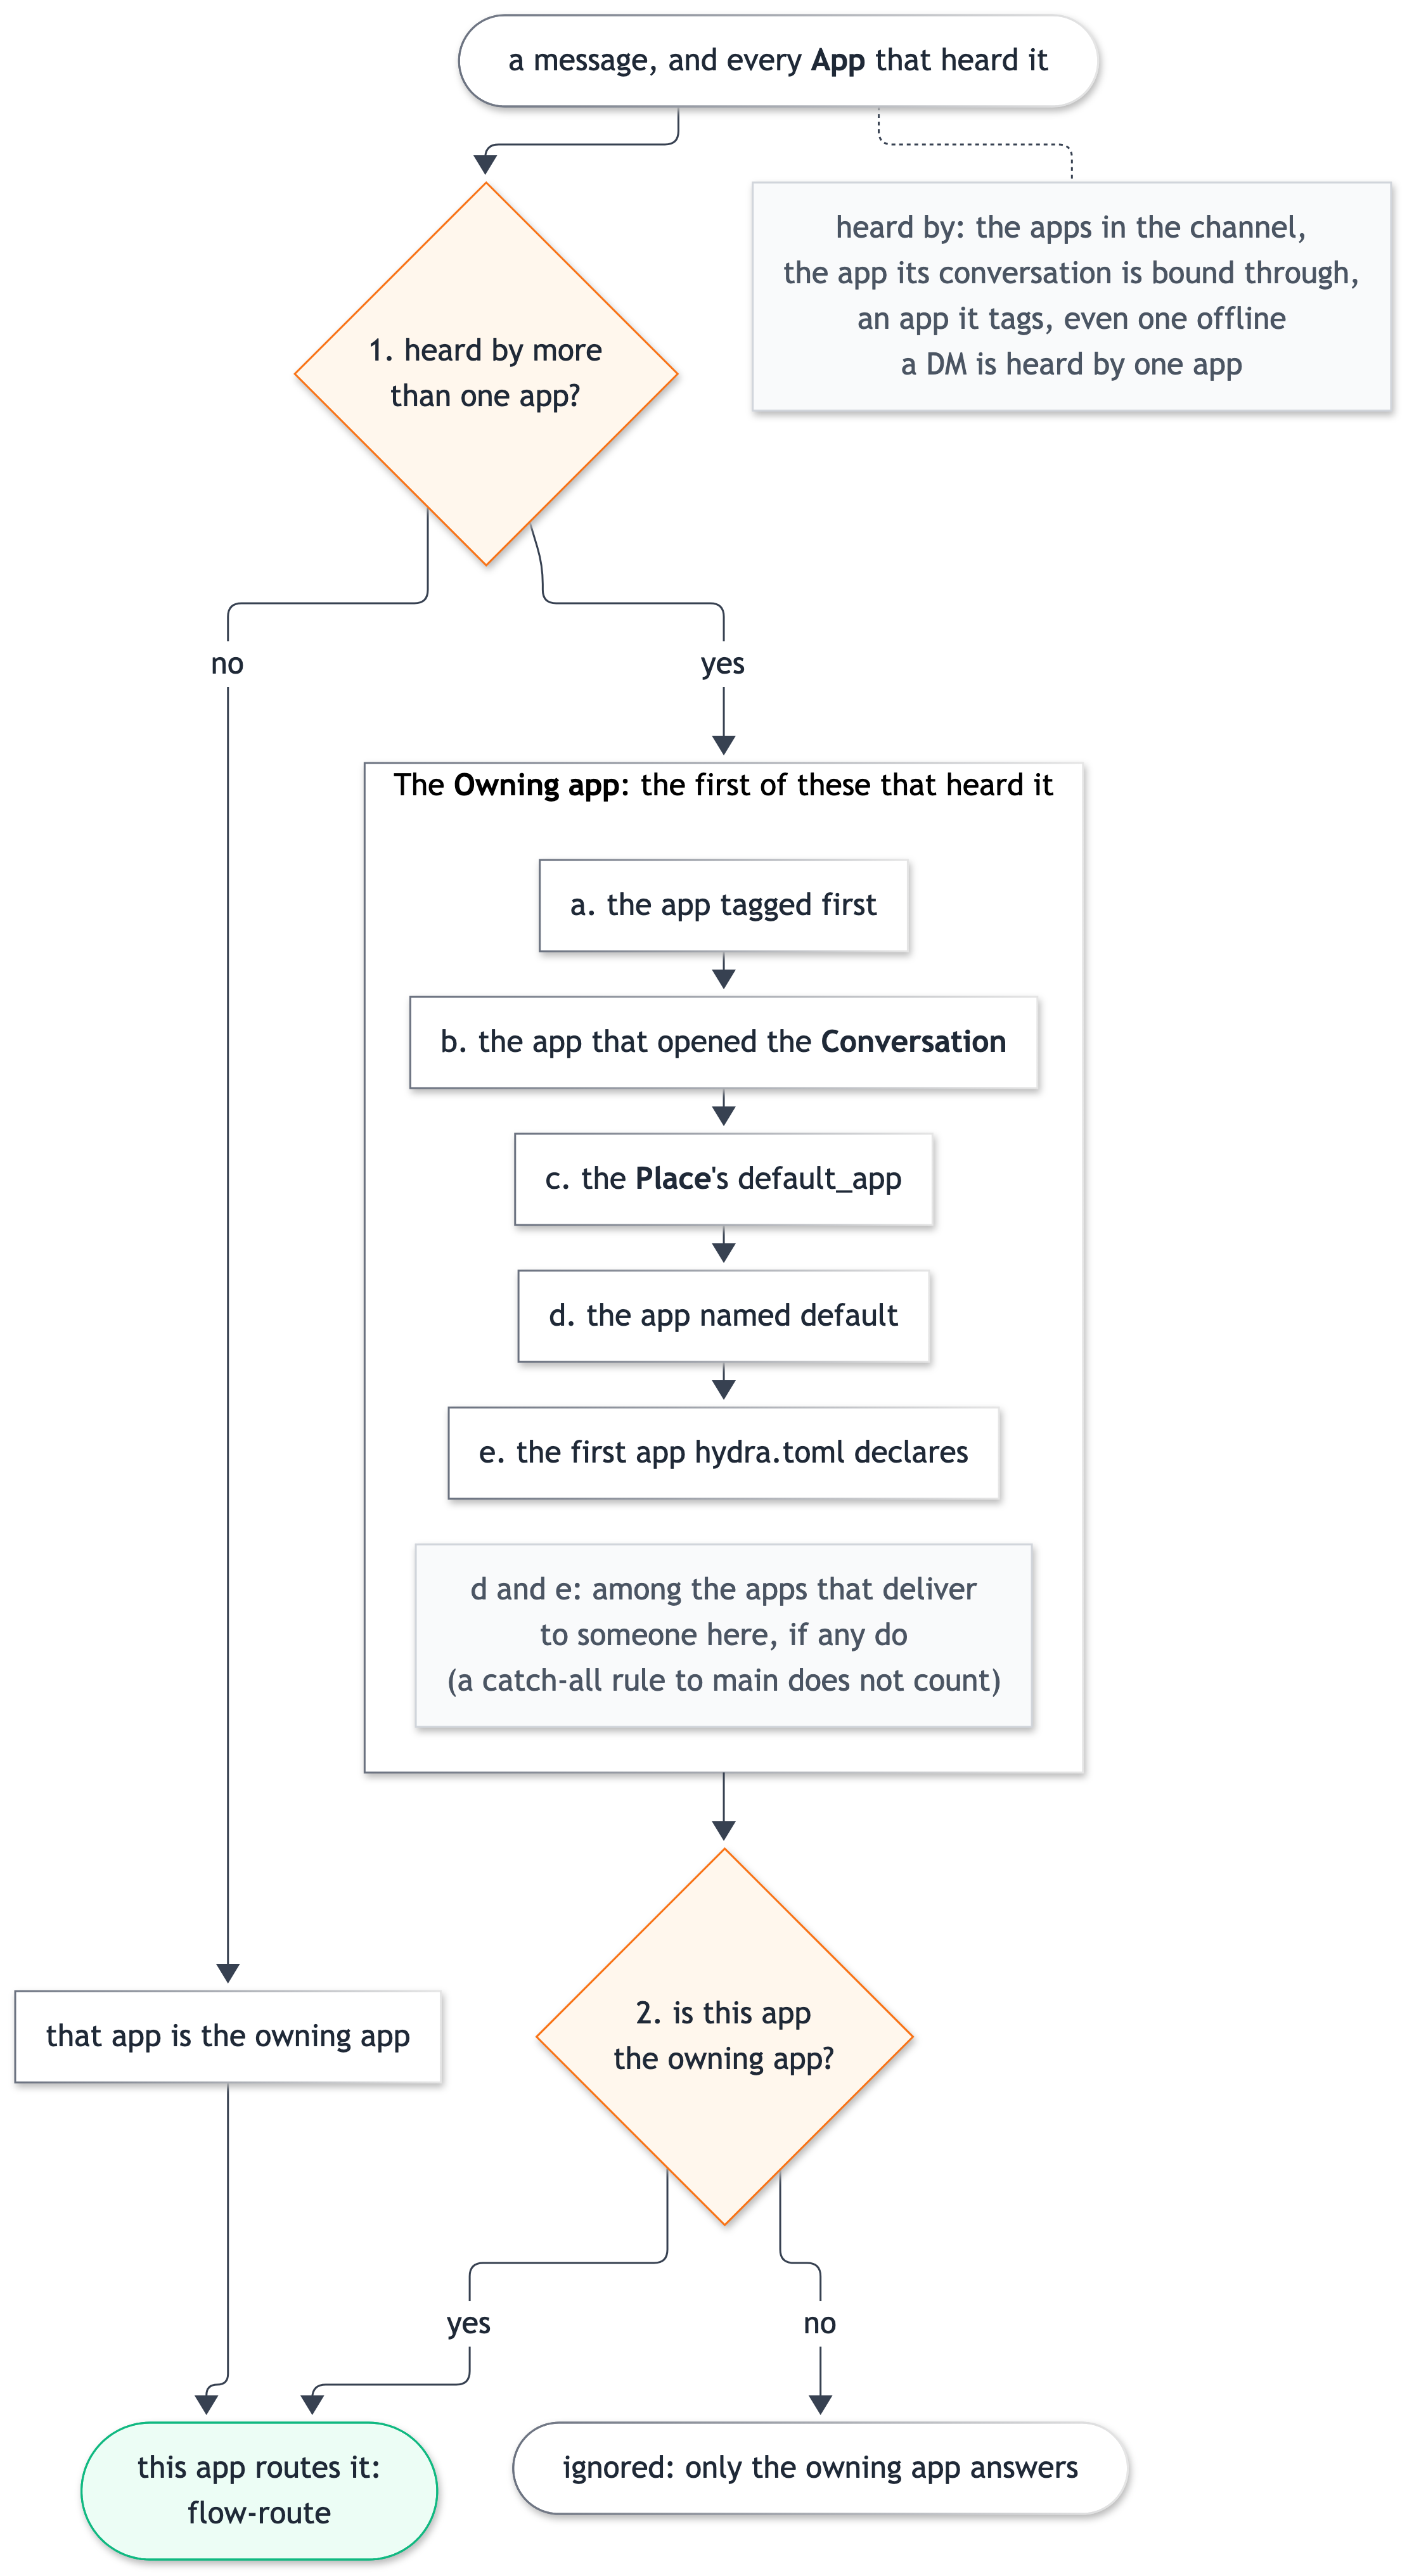 a message, and every App that heard it
heard by: the apps in the channel,
the app its conversation is bound through,
an app it tags, even one offline
a DM is heard by one app
1. heard by more
than one app?
no
yes
The Owning app: the first of these that heard it
a. the app tagged first
b. the app that opened the Conversation
c. the Place's default_app
d. the app named default
e. the first app hydra.toml declares
d and e: among the apps that deliver
to someone here, if any do
(a catch-all rule to main does not count)
that app is the owning app
2. is this app
the owning app?
yes
no
this app routes it:
flow-route
ignored: only the owning app answers